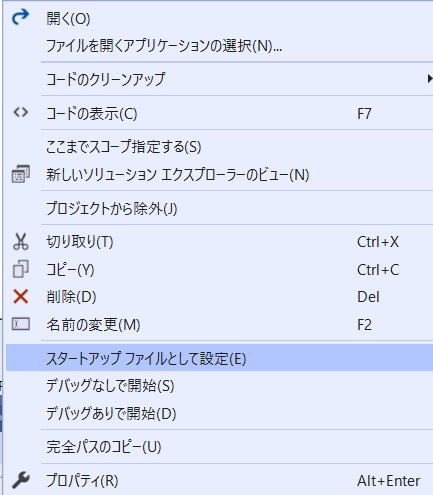 開く(O)
ファイルを開くアプリケーションの選択(N)...
コードのクリーンアップ
コードの表示(C) F7
ここまでスコープ指定する(S)
新しいソリューション エクスプローラーのビュー(N)
プロジェクトから除外(J)
切り取り(T) Ctrl+X
コピー(Y) Ctrl+C
削除(D) Del
名前の変更(M) F2
スタートアップ ファイルとして設定(E)
デバッグなしで開始(S)
デバッグありで開始(D)
完全パスのコピー(U)
プロパティ(R) Alt+Enter